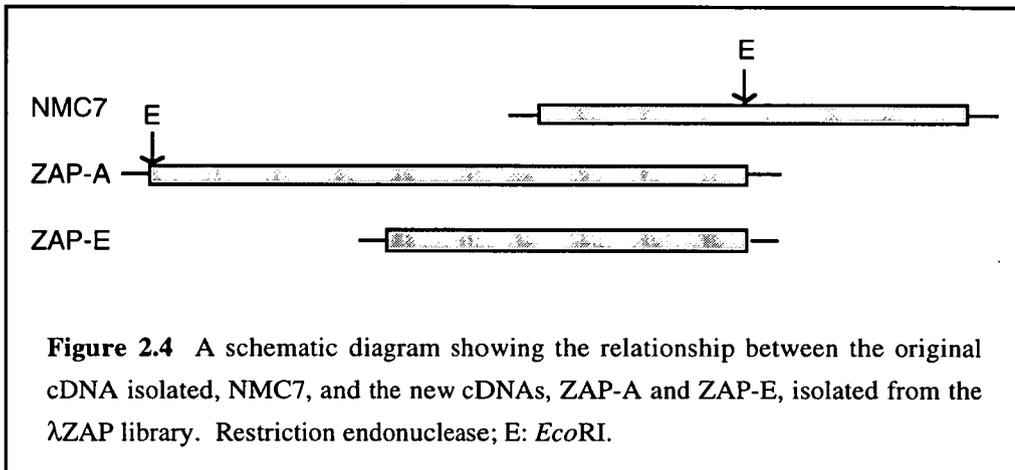 E
NMC7
E
ZAP-A
ZAP-E
Figure 2.4 A schematic diagram showing the relationship between the original
cDNA isolated, NMC7, and the new cDNAs, ZAP-A and ZAP-E, isolated from the
λZAP library. Restriction endonuclease; E: EcoRI.